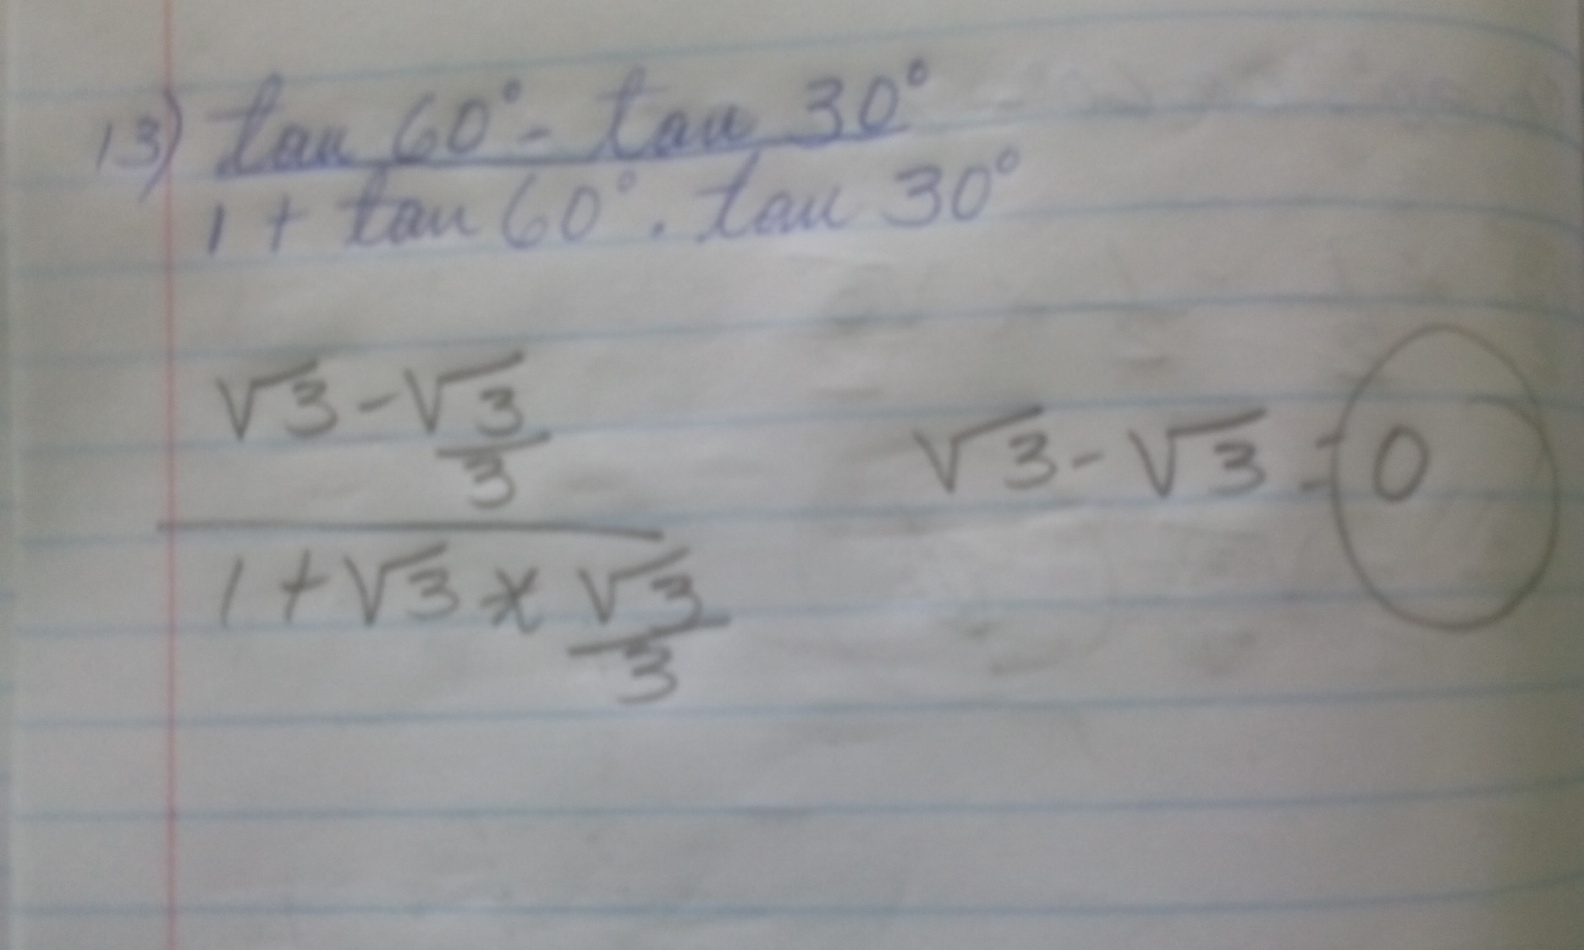 13) tan 60° - tan 30°
1 + tan 60° . tan 30°
√3 - √3
3
√3 - √3 = 0
1 + √3 x √3
3